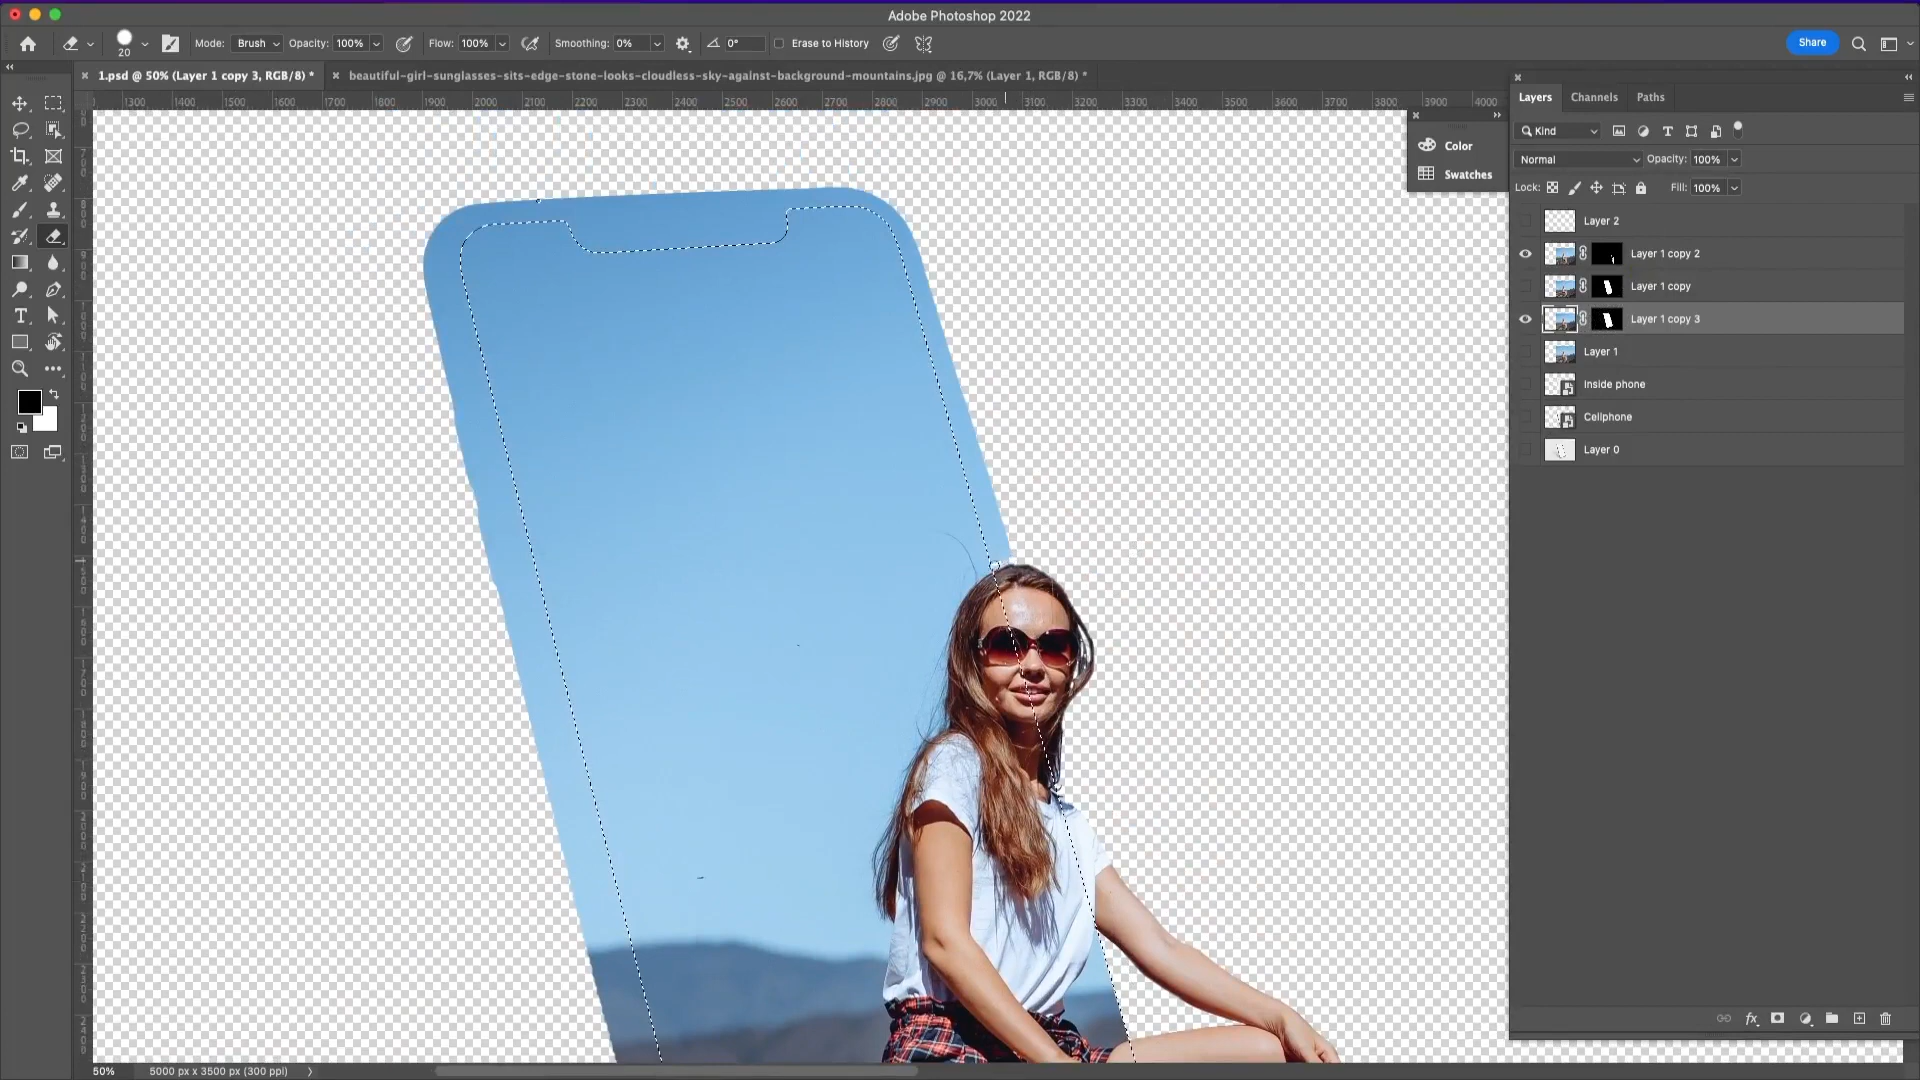 Adobe Photoshop 2022
20
Mode: Brush Opacity: 100% Flow: 100% Smoothing: 0% 0° Erase to History
Share
1.psd @ 50% (Layer 1 copy 3, RGB/8) * beautiful-girl-sunglasses-sits-edge-stone-looks-cloudless-sky-against-background-mountains.jpg @ 16,7% (Layer 1, RGB/8) *
1300 1400 1500 1600 1700 1800 1900 2000 2100 2200 2300 2400 2500 2600 2700 2800 2900 3000 3100 3200 3300 3400 3500 3600 3700 3800 3900 4000
Color
Swatches
Layers Channels Paths
Kind
Normal Opacity: 100%
Lock: Fill: 100%
Layer 2
Layer 1 copy 2
Layer 1 copy
Layer 1 copy 3
Layer 1
Inside phone
Cellphone
Layer 0
fx
50% 5000 px x 3500 px (300 ppi)